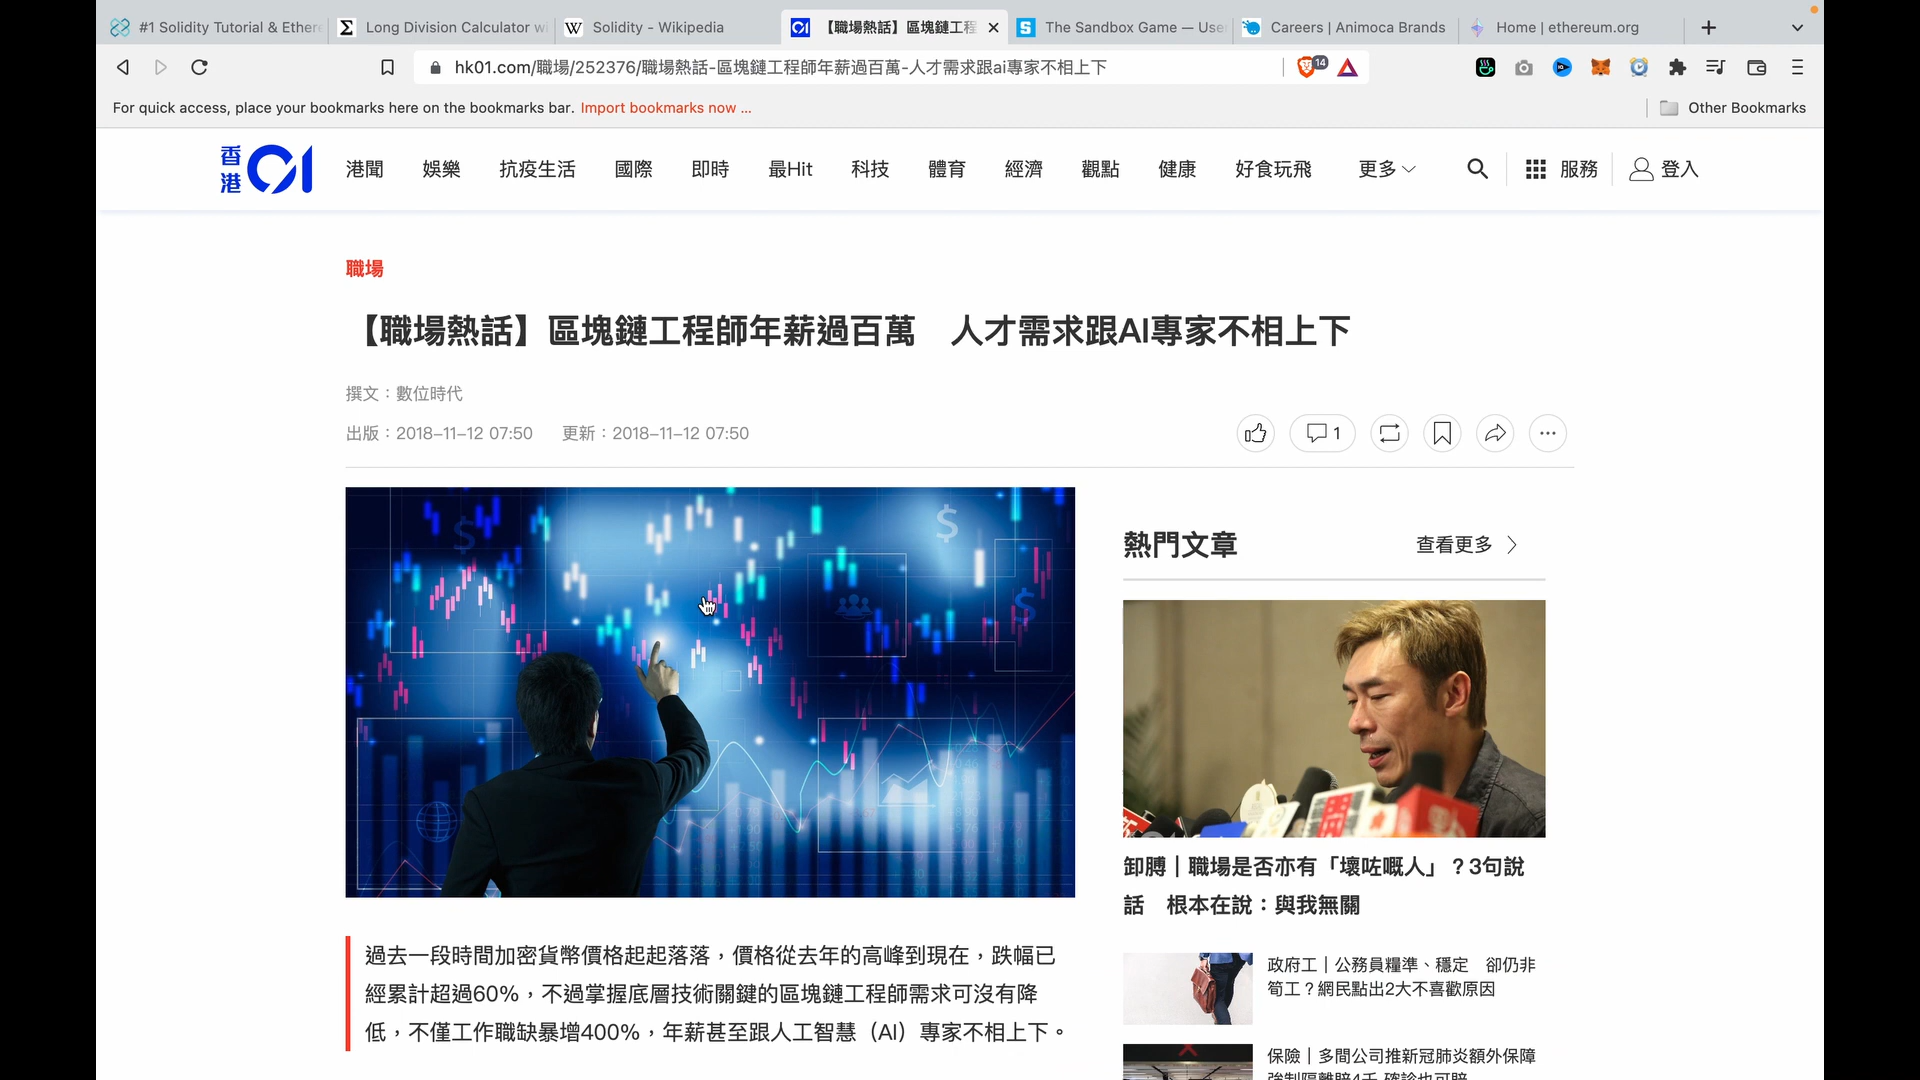 #1 Solidity Tutorial & Ether
Long Division Calculator wi
Solidity - Wikipedia
【職場熱話】區塊鏈工程
The Sandbox Game — Use
Careers | Animoca Brands
Home | ethereum.org
hk01.com/職場/252376/職場熱話-區塊鏈工程師年薪過百萬-人才需求跟ai專家不相上下
14
For quick access, place your bookmarks here on the bookmarks bar. Import bookmarks now ...
Other Bookmarks
香港01
港聞 娛樂 抗疫生活 國際 即時 最Hit 科技 體育 經濟 觀點 健康 好食玩飛 更多
服務
登入
職場
【職場熱話】區塊鏈工程師年薪過百萬 人才需求跟AI專家不相上下
撰文：數位時代
出版：2018-11-12 07:50 更新：2018-11-12 07:50
1
熱門文章
查看更多
過去一段時間加密貨幣價格起起落落，價格從去年的高峰到現在，跌幅已
經累計超過60%，不過掌握底層技術關鍵的區塊鏈工程師需求可沒有降
低，不僅工作職缺暴增400%，年薪甚至跟人工智慧（AI）專家不相上下。
卸膊｜職場是否亦有「壞咗嘅人」？3句說
話 根本在說：與我無關
政府工｜公務員糧準、穩定 卻仍非
筍工？網民點出2大不喜歡原因
保險｜多間公司推新冠肺炎額外保障
強制隔離賠4千 確診也可賠